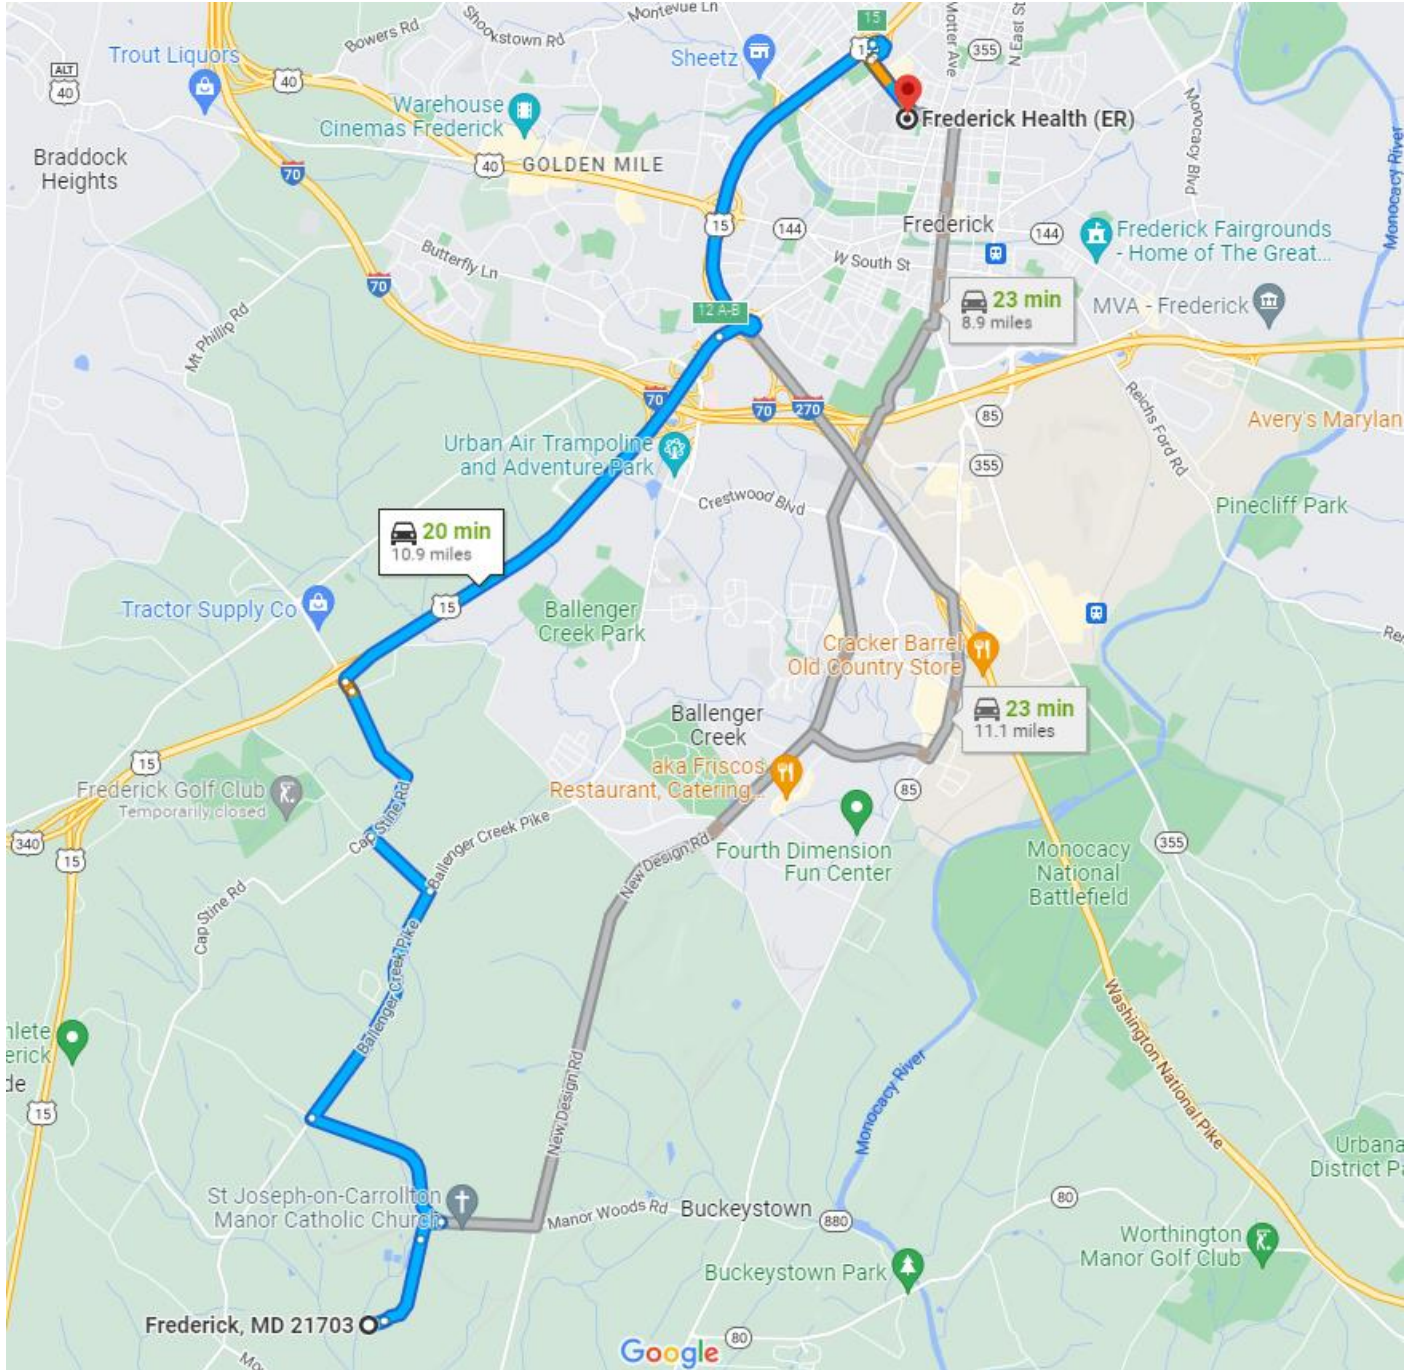 Montevue Ln
15
Bowers Rd
Shookstown Rd
Trout Liquors
Sheetz
Motter Ave
355
N East St
ALT
40
40
15
Warehouse
Cinemas Frederick
Frederick Health (ER)
Monocacy Blvd
Monocacy River
Braddock
Heights
70
40
GOLDEN MILE
15
144
Frederick
144
Frederick Fairgrounds
- Home of The Great...
W South St
Butterfly Ln
70
23 min
8.9 miles
MVA - Frederick
12 A-B
Mt Phillip Rd
70
70
270
85
Reichs Ford Rd
Avery's Marylan
Urban Air Trampoline
and Adventure Park
355
Crestwood Blvd
Pinecliff Park
20 min
10.9 miles
Tractor Supply Co
15
Ballenger
Creek Park
Cracker Barrel
Old Country Store
23 min
11.1 miles
Ballenger
Creek
15
aka Friscos
Restaurant, Catering...
Frederick Golf Club
Temporarily closed
85
340
15
Cap Stine Rd
Ballenger Creek Pike
New Design Rd
Fourth Dimension
Fun Center
Monocacy
National
Battlefield
355
Cap Stine Rd
Ballenger Creek Pike
Washington National Pike
hlete
erick
de
15
New Design Rd
Monocacy River
Urbana
District Pa
St Joseph-on-Carrollton
Manor Catholic Church
Manor Woods Rd
Buckeystown
880
80
Worthington
Manor Golf Club
Buckeystown Park
Frederick, MD 21703
Google
80